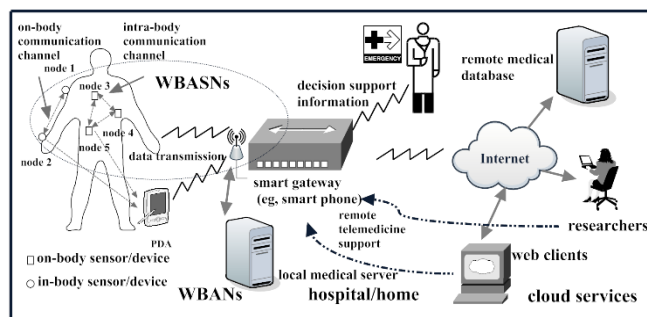 on-body
communication
channel
intra-body
communication
channel
node 1
node 3
WBASNs
node 4
node 5
node 2
data transmission
PDA
on-body sensor/device
in-body sensor/device
EMERGENCY
decision support
information
smart gateway
(eg, smart phone)
remote
telemedicine
support
local medical server
WBANs
hospital/home
remote medical
database
Internet
researchers
web clients
cloud services